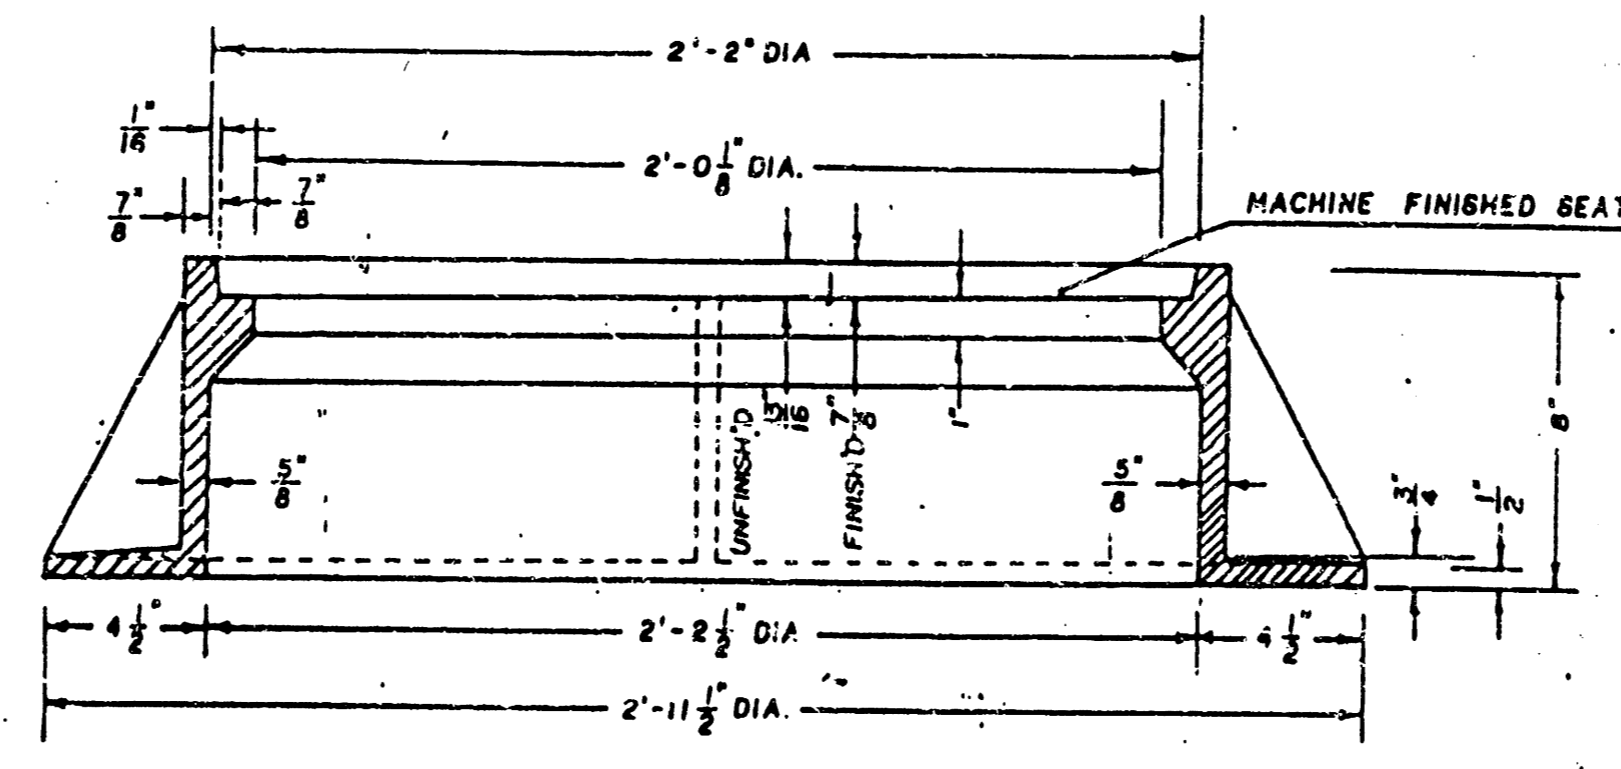 2'-2" DIA
1/16"
2'-0 1/8" DIA.
7/8"
7/8"
MACHINE FINISHED SEAT
UNFINISH'D 13/16"
FINISH'D 7/8"
1"
8"
5/8"
5/8"
3/4"
1/2"
4 1/2"
2'-2 1/2" DIA
4 1/2"
2'-11 1/2" DIA.